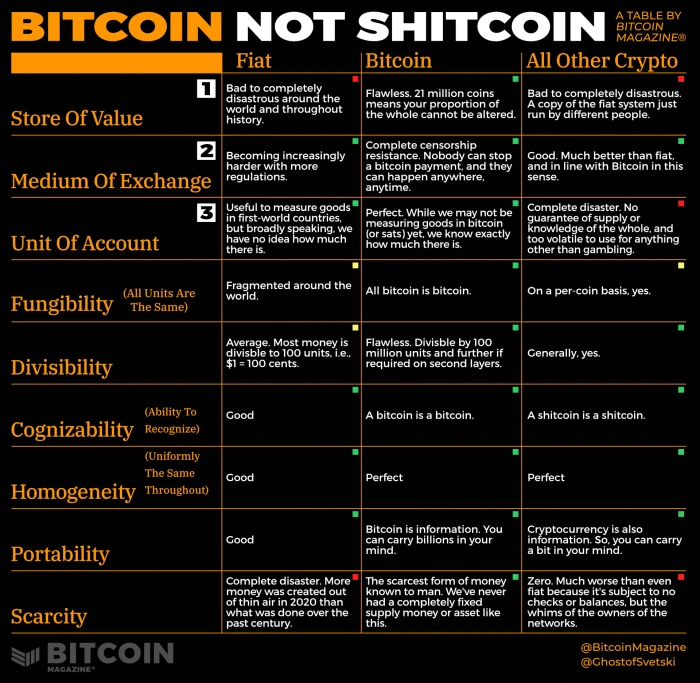 BITCOIN NOT SHITCOIN
A TABLE BY
BITCOIN
MAGAZINE®
Fiat
Bitcoin
All Other Crypto
1
Store Of Value
Bad to completely
disastrous around the
world and throughout
history.
Flawless. 21 million coins
means your proportion of
the whole cannot be altered.
Bad to completely disastrous.
A copy of the fiat system just
run by different people.
2
Medium Of Exchange
Becoming increasingly
harder with more
regulations.
Complete censorship
resistance. Nobody can stop
a bitcoin payment, and they
can happen anywhere,
anytime.
Good. Much better than fiat,
and in line with Bitcoin in this
sense.
3
Unit Of Account
Useful to measure goods
in first-world countries,
but broadly speaking, we
have no idea how much
there is.
Perfect. While we may not be
measuring goods in bitcoin
(or sats) yet, we know exactly
how much there is.
Complete disaster. No
guarantee of supply or
knowledge of the whole, and
too volatile to use for anything
other than gambling.
Fungibility
(All Units Are
The Same)
Fragmented around the
world.
All bitcoin is bitcoin.
On a per-coin basis, yes.
Divisibility
Average. Most money is
divisble to 100 units, i.e.,
$1 = 100 cents.
Flawless. Divisble by 100
million units and further if
required on second layers.
Generally, yes.
Cognizability
(Ability To
Recognize)
Good
A bitcoin is a bitcoin.
A shitcoin is a shitcoin.
Homogeneity
(Uniformly
The Same
Throughout)
Good
Perfect
Perfect
Portability
Good
Bitcoin is information. You
can carry billions in your
mind.
Cryptocurrency is also
information. So, you can carry
a bit in your mind.
Scarcity
Complete disaster. More
money was created out
of thin air in 2020 than
what was done over the
past century.
The scarcest form of money
known to man. We've never
had a completely fixed
supply money or asset like
this.
Zero. Much worse than even
fiat because it's subject to no
checks or balances, but the
whims of the owners of the
networks.
BITCOIN
MAGAZINE®
@BitcoinMagazine
@GhostofSvetski